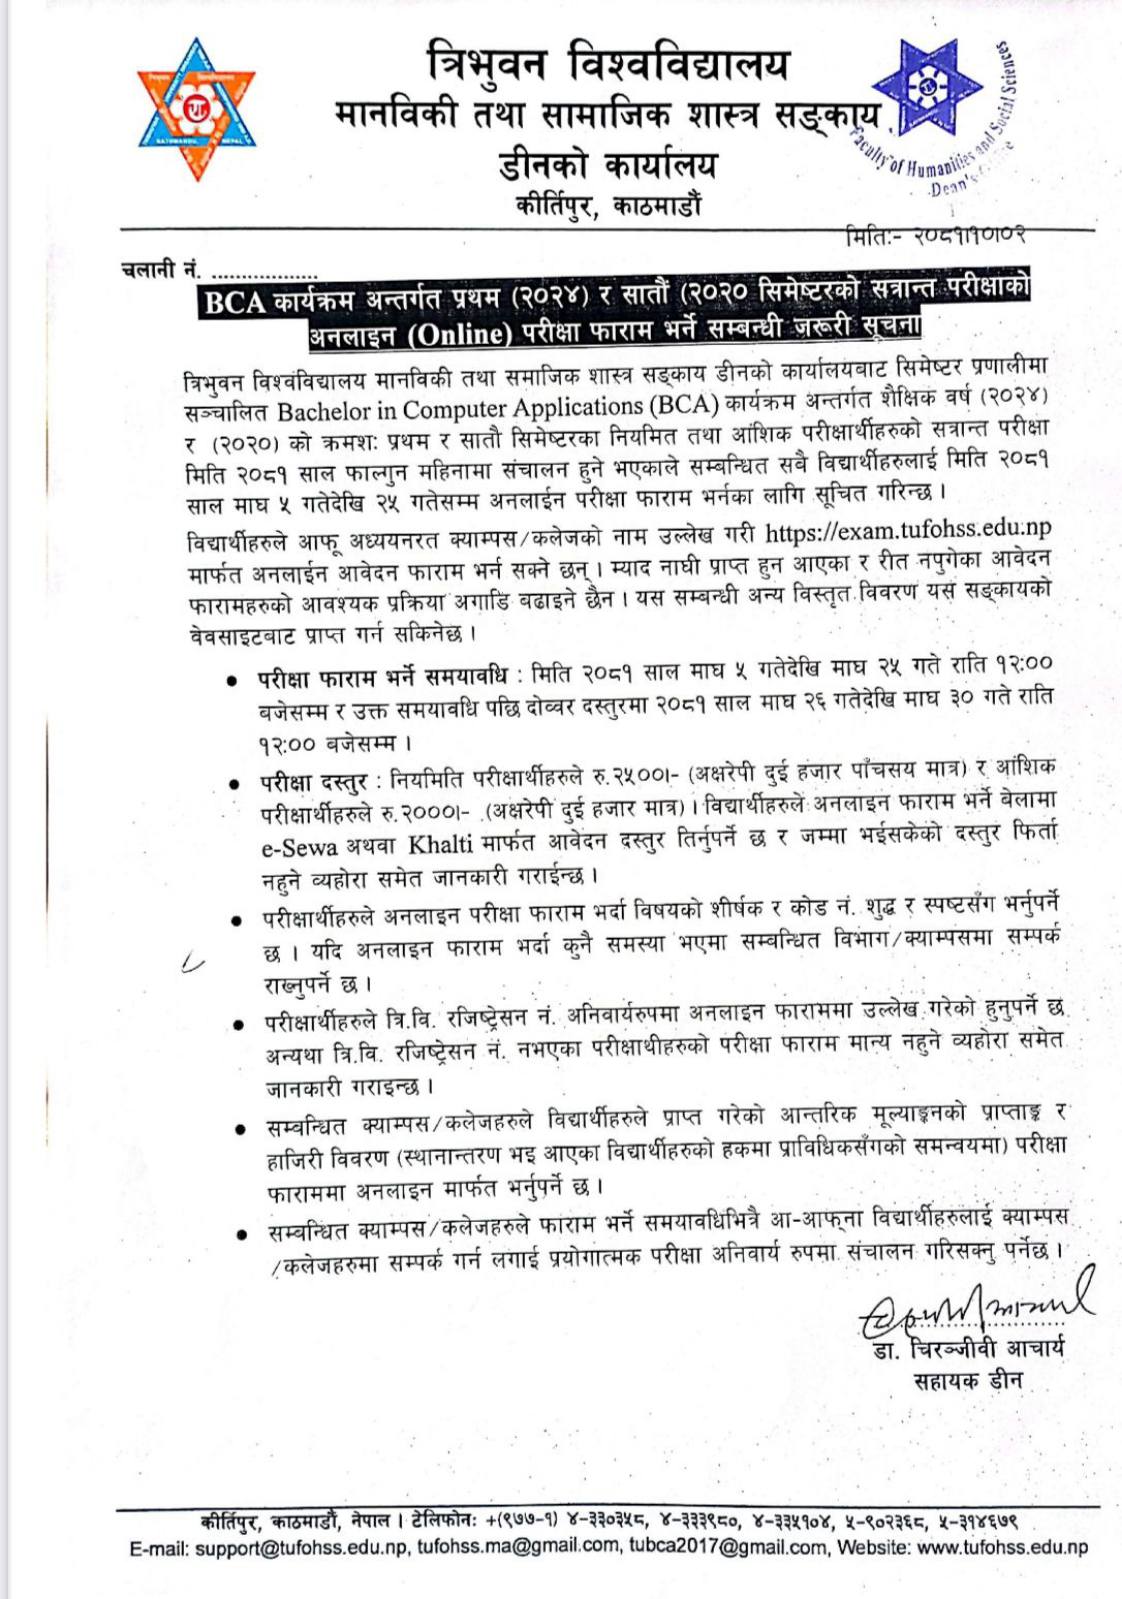 त्रिभुवन विश्वविद्यालय
मानविकी तथा सामाजिक शास्त्र सङ्काय
डीनको कार्यालय
कीर्तिपुर, काठमाडौं
Faculty of Humanities and Social Sciences
Dean's
मितिः- २०८१।१०।०२
चलानी नं. ..................
BCA कार्यक्रम अन्तर्गत प्रथम (२०२४) र सातौं (२०२० सिमेष्टरको सत्रान्त परीक्षाको
अनलाइन (Online) परीक्षा फाराम भर्ने सम्बन्धी जरूरी सूचना
त्रिभुवन विश्वविद्यालय मानविकी तथा समाजिक शास्त्र सङ्काय डीनको कार्यालयबाट सिमेष्टर प्रणालीमा
सञ्चालित Bachelor in Computer Applications (BCA) कार्यक्रम अन्तर्गत शैक्षिक वर्ष (२०२४)
र (२०२०) को क्रमशः प्रथम र सातौ सिमेष्टरका नियमित तथा आंशिक परीक्षार्थीहरुको सत्रान्त परीक्षा
मिति २०८१ साल फाल्गुन महिनामा संचालन हुने भएकाले सम्बन्धित सवै विद्यार्थीहरुलाई मिति २०८१
साल माघ ५ गतेदेखि २५ गतेसम्म अनलाईन परीक्षा फाराम भर्नका लागि सूचित गरिन्छ।
विद्यार्थीहरुले आफू अध्ययनरत क्याम्पस/कलेजको नाम उल्लेख गरी https://exam.tufohss.edu.np
मार्फत अनलाईन आवेदन फाराम भर्न सक्ने छन्। म्याद नाघी प्राप्त हुन आएका र रीत नपुगेका आवेदन
फारामहरुको आवश्यक प्रक्रिया अगाडि बढाइने छैन। यस सम्बन्धी अन्य विस्तृत विवरण यस सङ्कायको
वेवसाइटबाट प्राप्त गर्न सकिनेछ।
• परीक्षा फाराम भर्ने समयावधि : मिति २०८१ साल माघ ५ गतेदेखि माघ २५ गते राति १२:००
बजेसम्म र उक्त समयावधि पछि दोव्वर दस्तुरमा २०८१ साल माघ २६ गतेदेखि माघ ३० गते राति
१२:०० बजेसम्म।
• परीक्षा दस्तुर : नियमिति परीक्षार्थीहरुले रु.२५००।- (अक्षरेपी दुई हजार पाँचसय मात्र) र आंशिक
परीक्षार्थीहरुले रु.२०००।- (अक्षरेपी दुई हजार मात्र)। विद्यार्थीहरुले अनलाइन फाराम भर्ने बेलामा
e-Sewa अथवा Khalti मार्फत आवेदन दस्तुर तिर्नुपर्ने छ र जम्मा भईसकेको दस्तुर फिर्ता
नहुने व्यहोरा समेत जानकारी गराईन्छ।
• परीक्षार्थीहरुले अनलाइन परीक्षा फाराम भर्दा विषयको शीर्षक र कोड नं. शुद्ध र स्पष्टसँग भर्नुपर्ने
छ। यदि अनलाइन फाराम भर्दा कुनै समस्या भएमा सम्बन्धित विभाग/क्याम्पसमा सम्पर्क
राख्नुपर्ने छ।
• परीक्षार्थीहरुले त्रि.वि. रजिष्ट्रेसन नं. अनिवार्यरुपमा अनलाइन फाराममा उल्लेख गरेको हुनुपर्ने छ
अन्यथा त्रि.वि. रजिष्ट्रेसन नं. नभएका परीक्षाथीहरुको परीक्षा फाराम मान्य नहुने व्यहोरा समेत
जानकारी गराइन्छ।
• सम्बन्धित क्याम्पस/कलेजहरुले विद्यार्थीहरुले प्राप्त गरेको आन्तरिक मूल्याङ्कनको प्राप्ताङ्क र
हाजिरी विवरण (स्थानान्तरण भइ आएका विद्यार्थीहरुको हकमा प्राविधिकसँगको समन्वयमा) परीक्षा
फाराममा अनलाइन मार्फत भर्नुपर्ने छ।
• सम्बन्धित क्याम्पस/कलेजहरुले फाराम भर्ने समयावधिभित्रै आ-आफ्ना विद्यार्थीहरुलाई क्याम्पस
/कलेजहरुमा सम्पर्क गर्न लगाई प्रयोगात्मक परीक्षा अनिवार्य रुपमा संचालन गरिसक्नु पर्नेछ।
डा. चिरञ्जीवी आचार्य
सहायक डीन
कीर्तिपुर, काठमाडौं, नेपाल। टेलिफोनः +(९७७-१) ४-३३०३५८, ४-३३३९८०, ४-३३५१०४, ५-९०२३६८, ५-३१४६७९
E-mail: support@tufohss.edu.np, tufohss.ma@gmail.com, tubca2017@gmail.com, Website: www.tufohss.edu.np